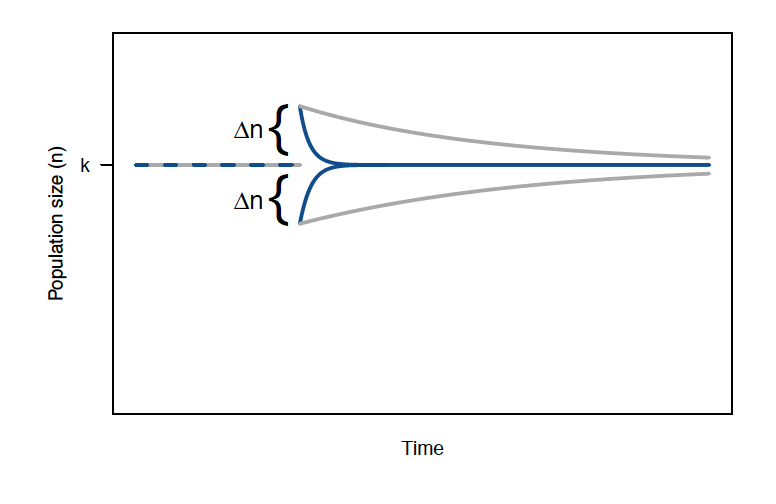 Δn
k
Δn
Population size (n)
Time